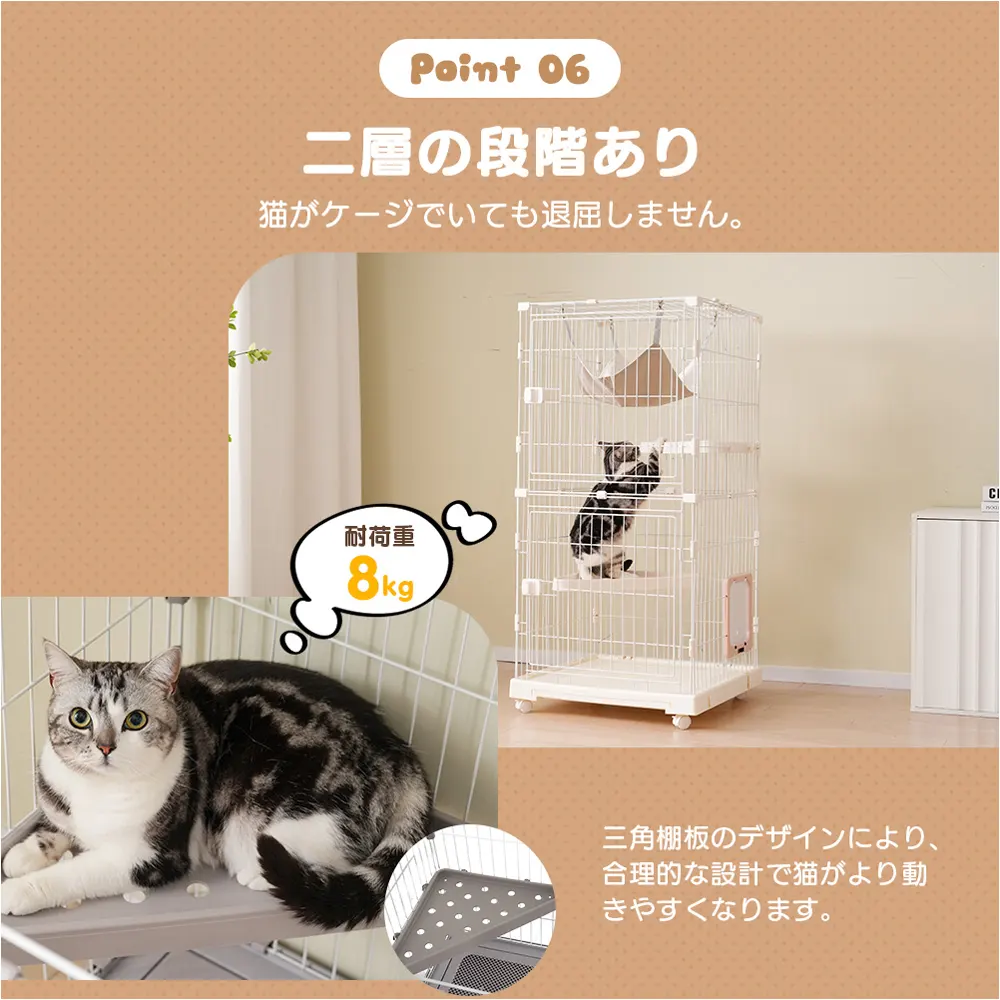 Point 06
二層の段階あり
猫がケージでいても退屈しません。
耐荷重
8kg
三角棚板のデザインにより、
合理的な設計で猫がより動
きやすくなります。